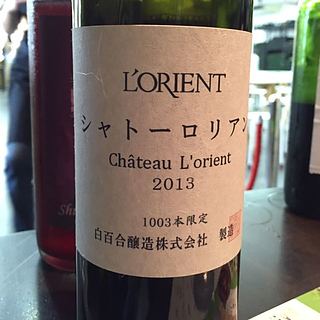 L'ORIENT
シャトーロリアン
Château L'orient
2013
1003本限定
白百合醸造株式会社 製造
Shi